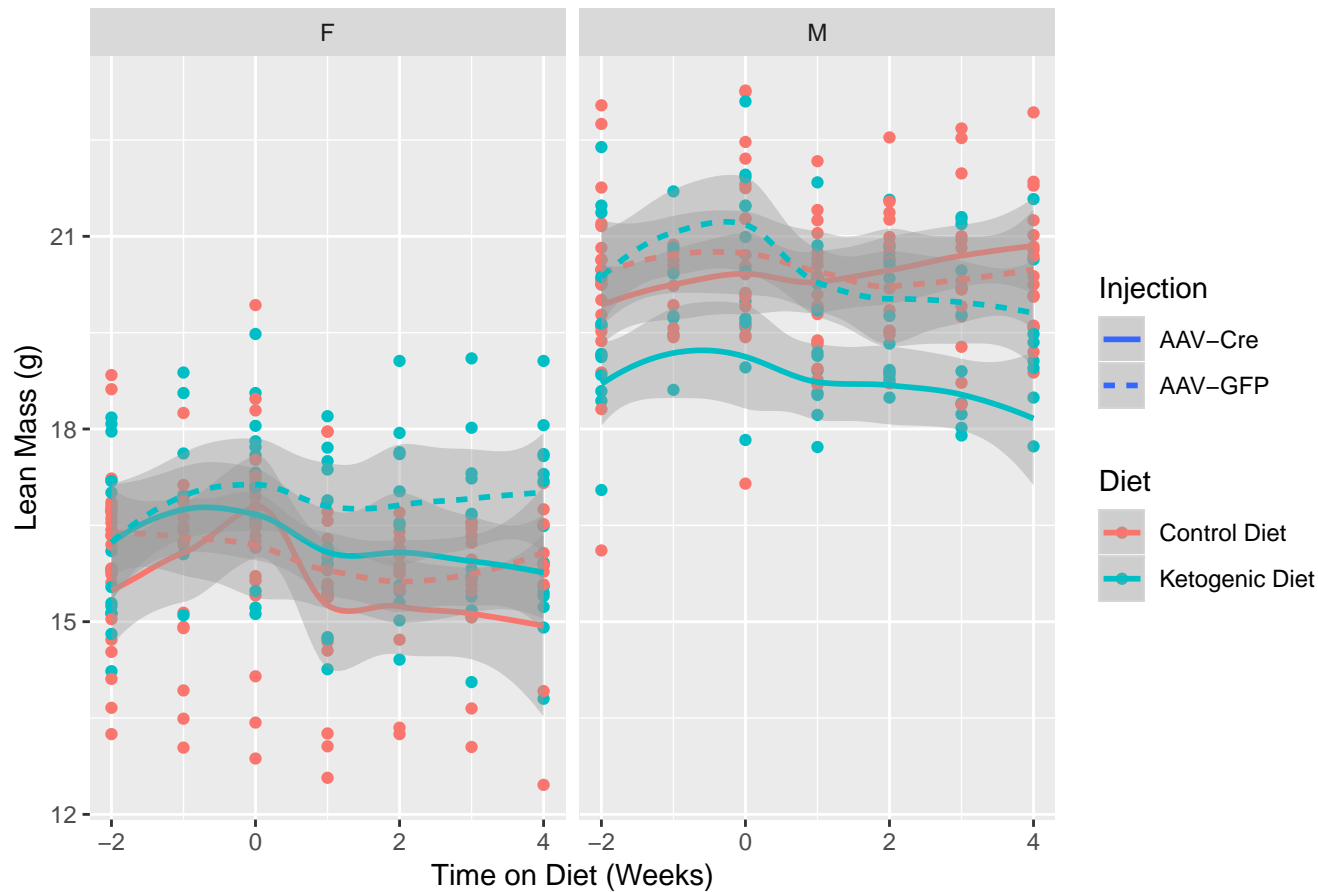 F
M
Lean Mass (g)
21
18
15
12
−2
0
2
4
−2
0
2
4
Time on Diet (Weeks)
Injection
AAV−Cre
AAV−GFP
Diet
Control Diet
Ketogenic Diet